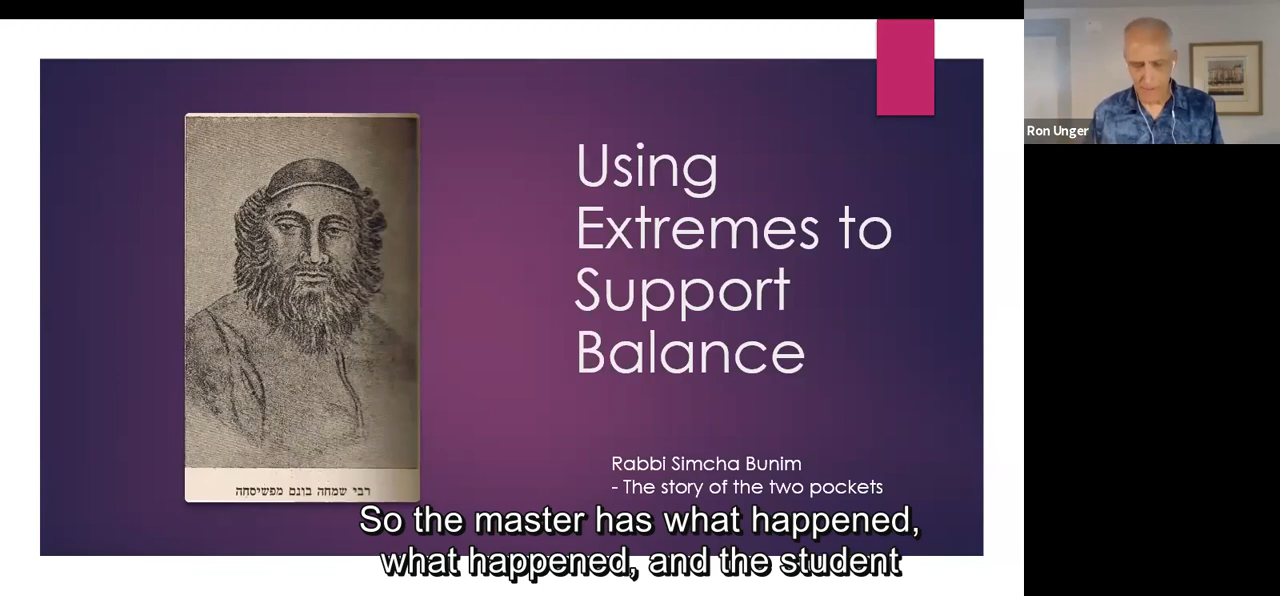 Using
Extremes to
Support
Balance
Rabbi Simcha Bunim
- The story of the two pockets
רבי שמחה בונם מפשיסחה
So the master has what happened,
what happened, and the student
Ron Unger